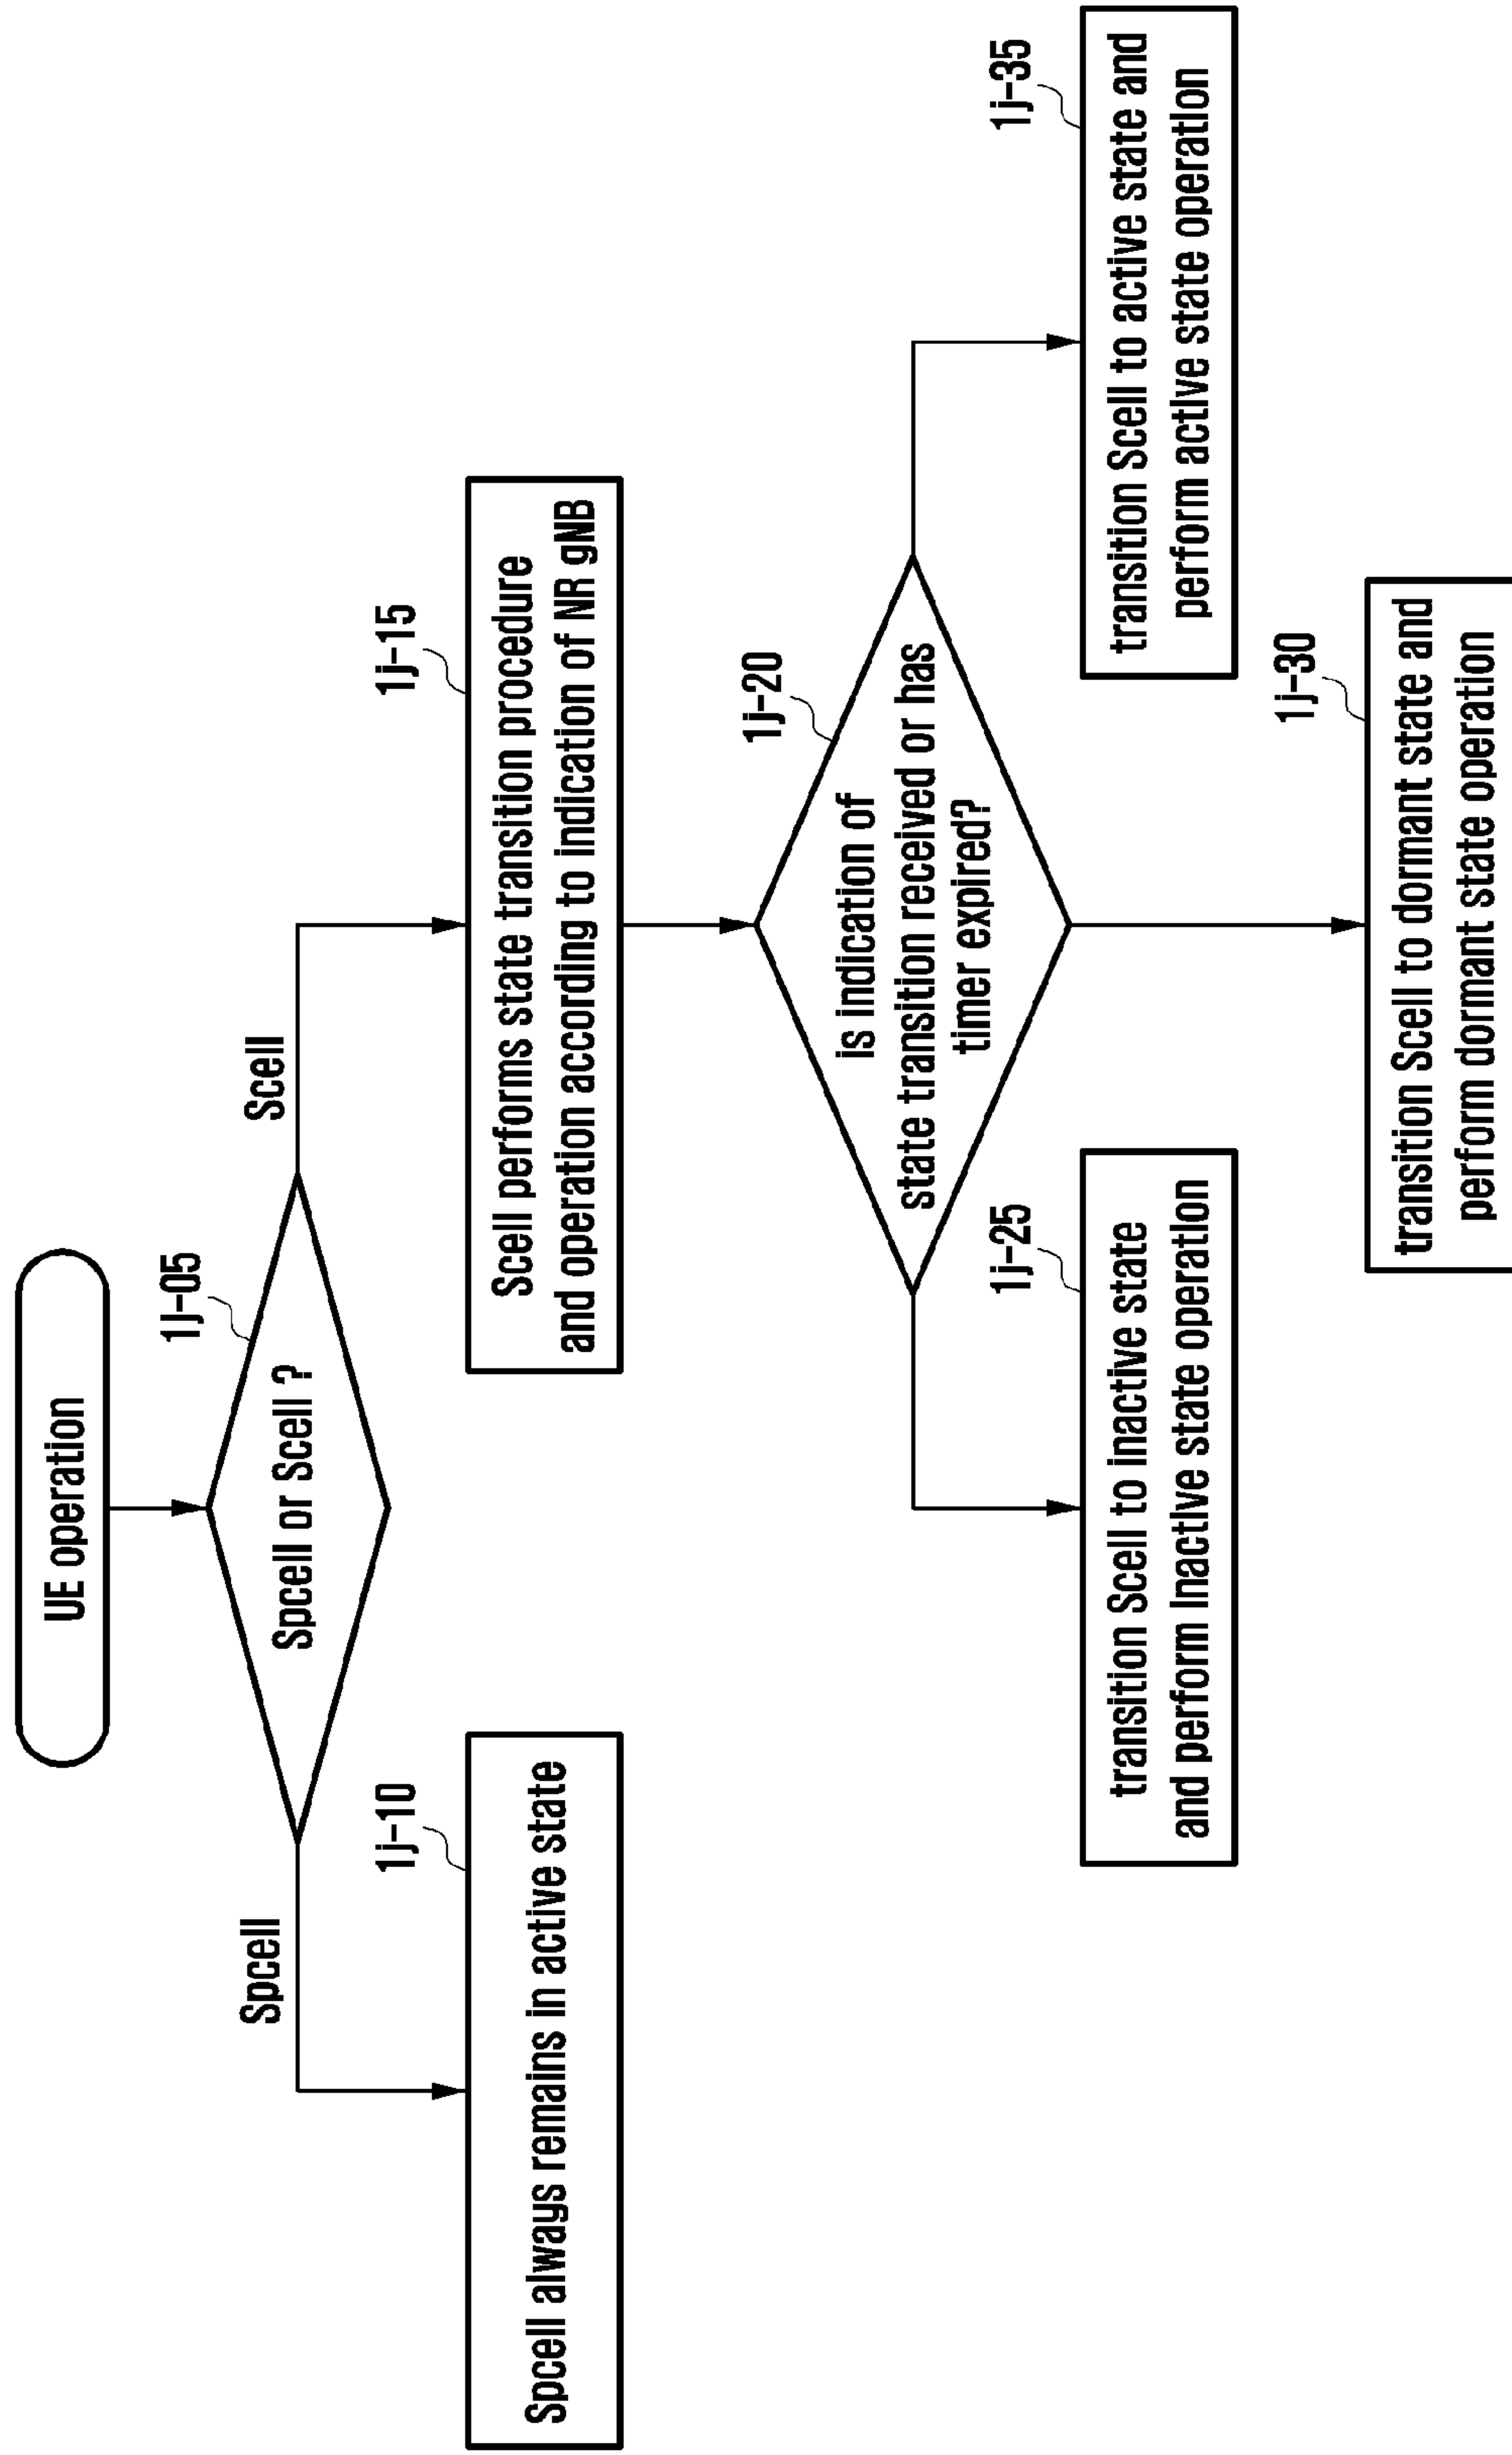 UE operation
1j-05
Spcell or Scell ?
Spcell
Scell
1j-10
Spcell always remains in active state
1j-15
Scell performs state transition procedure
and operation according to indication of NR gNB
1j-20
is indication of
state transition received or has
timer expired?
1j-25
transition Scell to inactive state
and perform inactive state operation
1j-35
transition Scell to active state and
perform active state operation
1j-30
transition Scell to dormant state and
perform dormant state operation